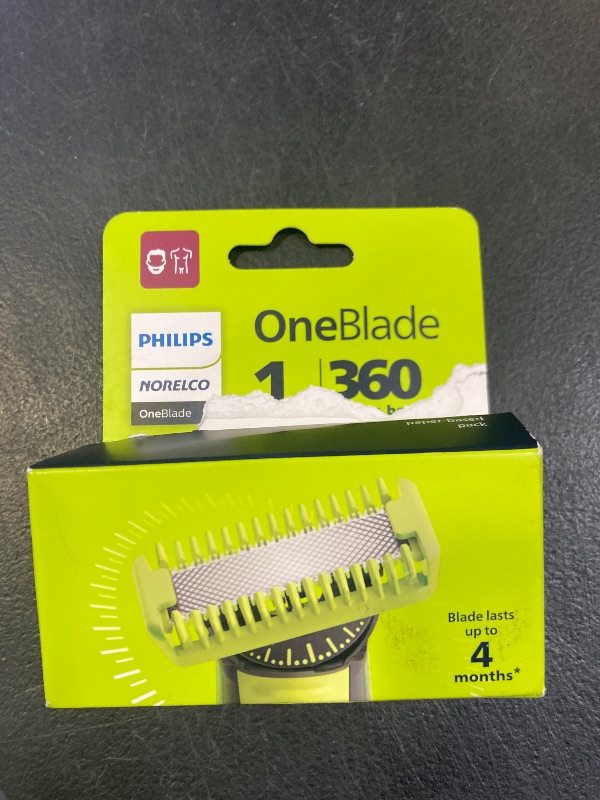 PHILIPS
NORELCO
OneBlade
OneBlade
1 360
paper-based
pack
Blade lasts
up to
4
months*